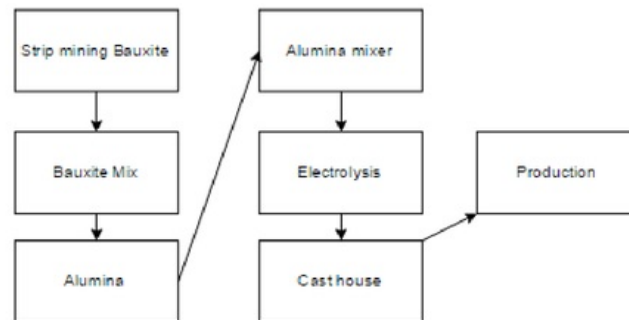 Strip mining Bauxite
Bauxite Mix
Alumina
Alumina mixer
Electrolysis
Cast house
Production